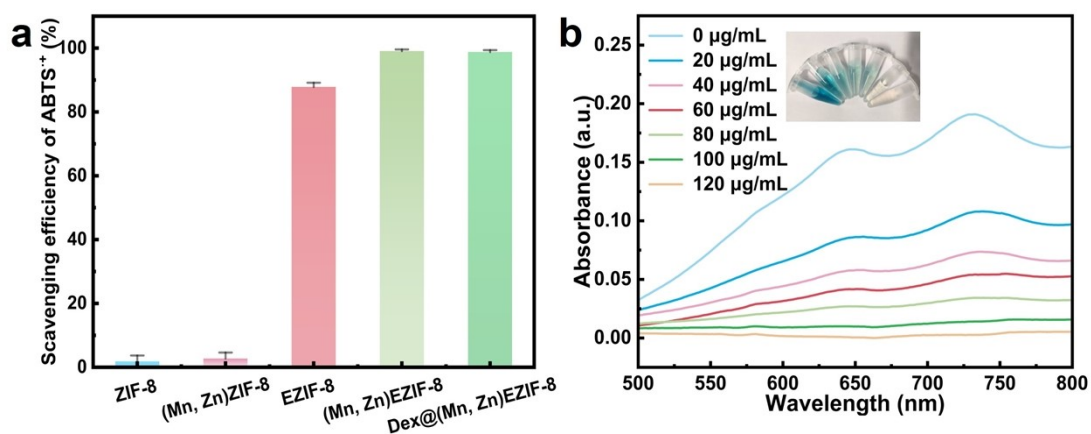 a
Scavenging efficiency of ABTS·+ (%)
100
80
60
40
20
0
ZIF-8
(Mn, Zn)ZIF-8
EZIF-8
(Mn, Zn)EZIF-8
Dex@(Mn, Zn)EZIF-8
b
Absorbance (a.u.)
0.25
0.20
0.15
0.10
0.05
0.00
0 μg/mL
20 μg/mL
40 μg/mL
60 μg/mL
80 μg/mL
100 μg/mL
120 μg/mL
500
550
600
650
700
750
800
Wavelength (nm)